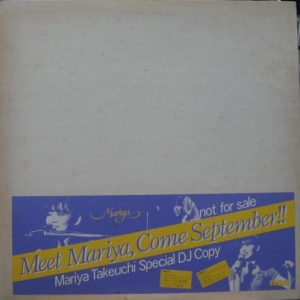 Mariya
not for sale
Meet Mariya, Come September!!
Mariya Takeuchi Special DJ Copy